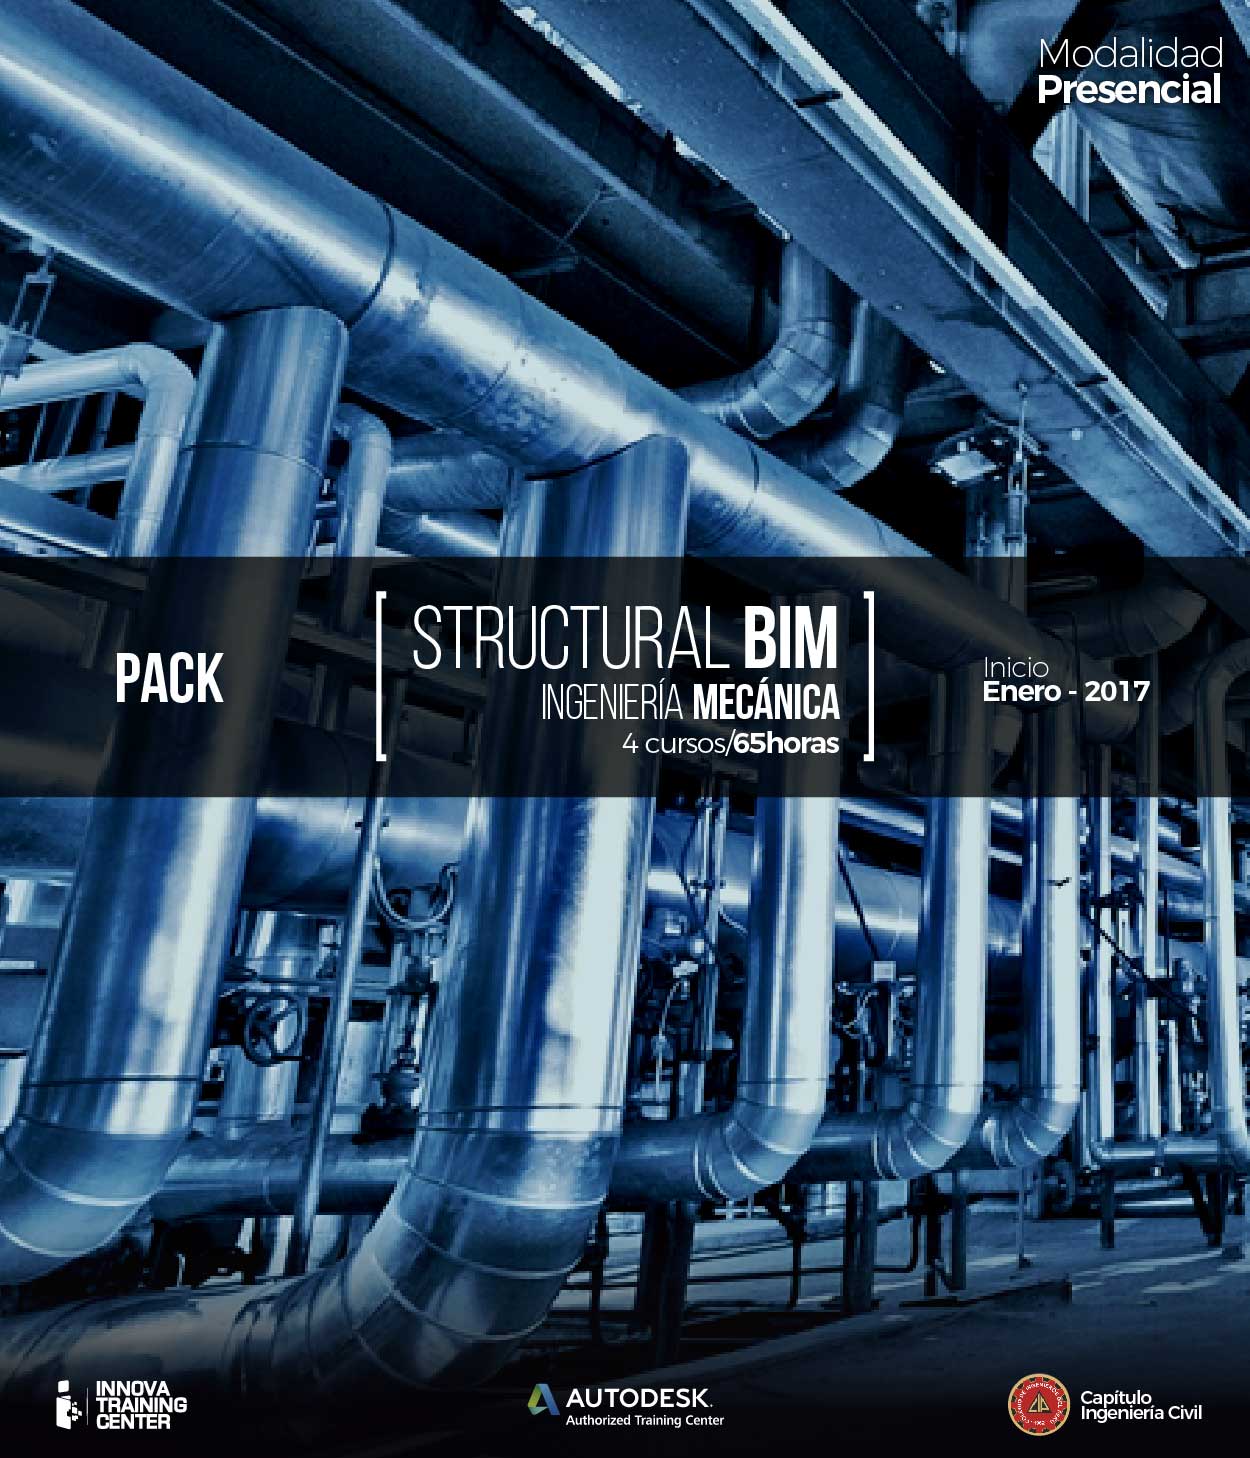 Modalidad
Presencial
PACK
[ STRUCTURAL BIM ]
INGENIERÍA MECÁNICA
4 cursos/65horas
Inicio
Enero - 2017
INNOVA
TRAINING
CENTER
AUTODESK.
Authorized Training Center
Capítulo
Ingeniería Civil